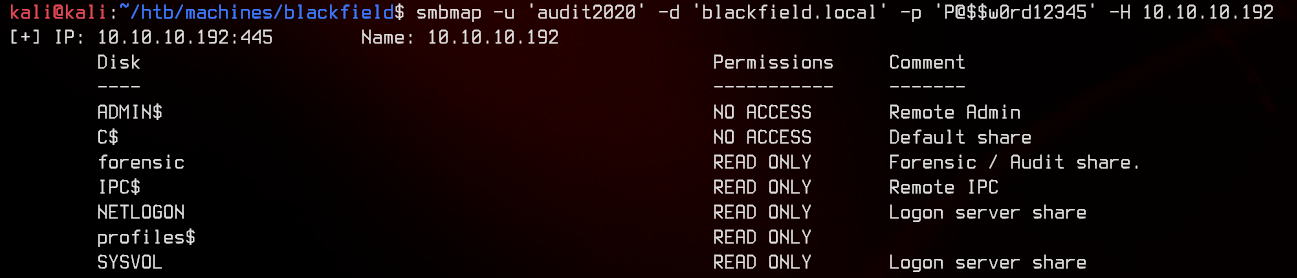 kali@kali:~/htb/machines/blackfield$ smbmap -u 'audit2020' -d 'blackfield.local' -p 'P@$$w0rd12345' -H 10.10.10.192
[+] IP: 10.10.10.192:445 Name: 10.10.10.192
Disk Permissions Comment
---- ----------- -------
ADMIN$ NO ACCESS Remote Admin
C$ NO ACCESS Default share
forensic READ ONLY Forensic / Audit share.
IPC$ READ ONLY Remote IPC
NETLOGON READ ONLY Logon server share
profiles$ READ ONLY
SYSVOL READ ONLY Logon server share